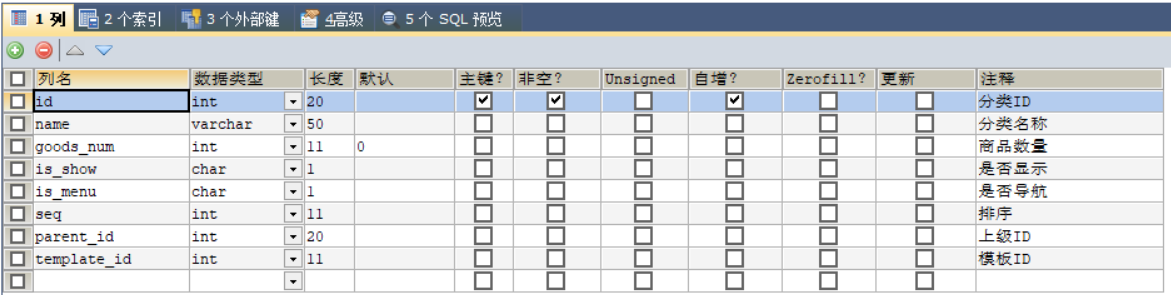 1 列 2 个索引 3 个外部键 4高级 5 个 SQL 预览
列名 数据类型 长度 默认 主键? 非空? Unsigned 自增? Zerofill? 更新 注释
id int 20 分类ID
name varchar 50 分类名称
goods_num int 11 0 商品数量
is_show char 1 是否显示
is_menu char 1 是否导航
seq int 11 排序
parent_id int 20 上级ID
template_id int 11 模板ID